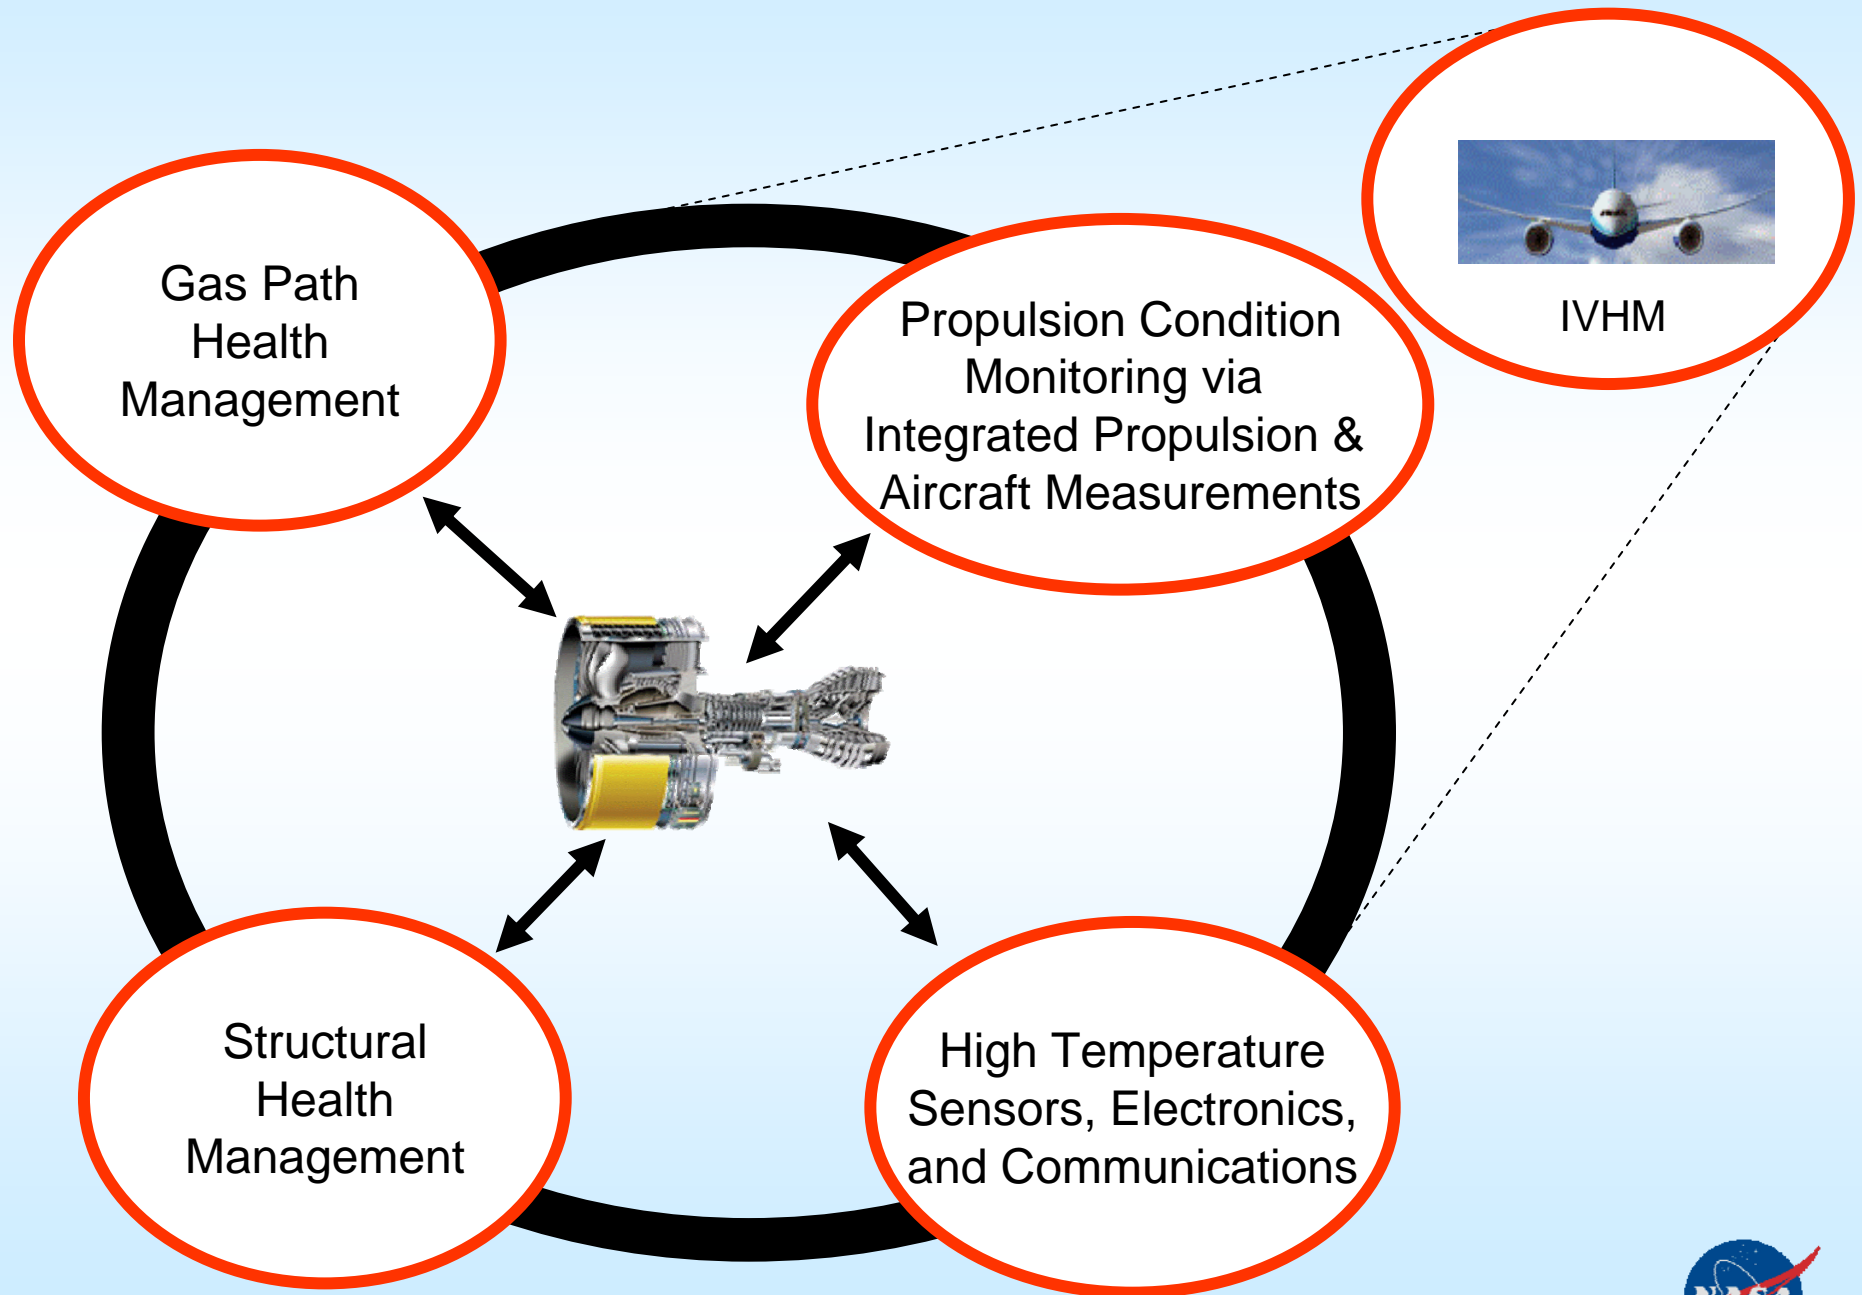 Gas Path
Health
Management
Propulsion Condition
Monitoring via
Integrated Propulsion &
Aircraft Measurements
IVHM
Structural
Health
Management
High Temperature
Sensors, Electronics,
and Communications
NASA